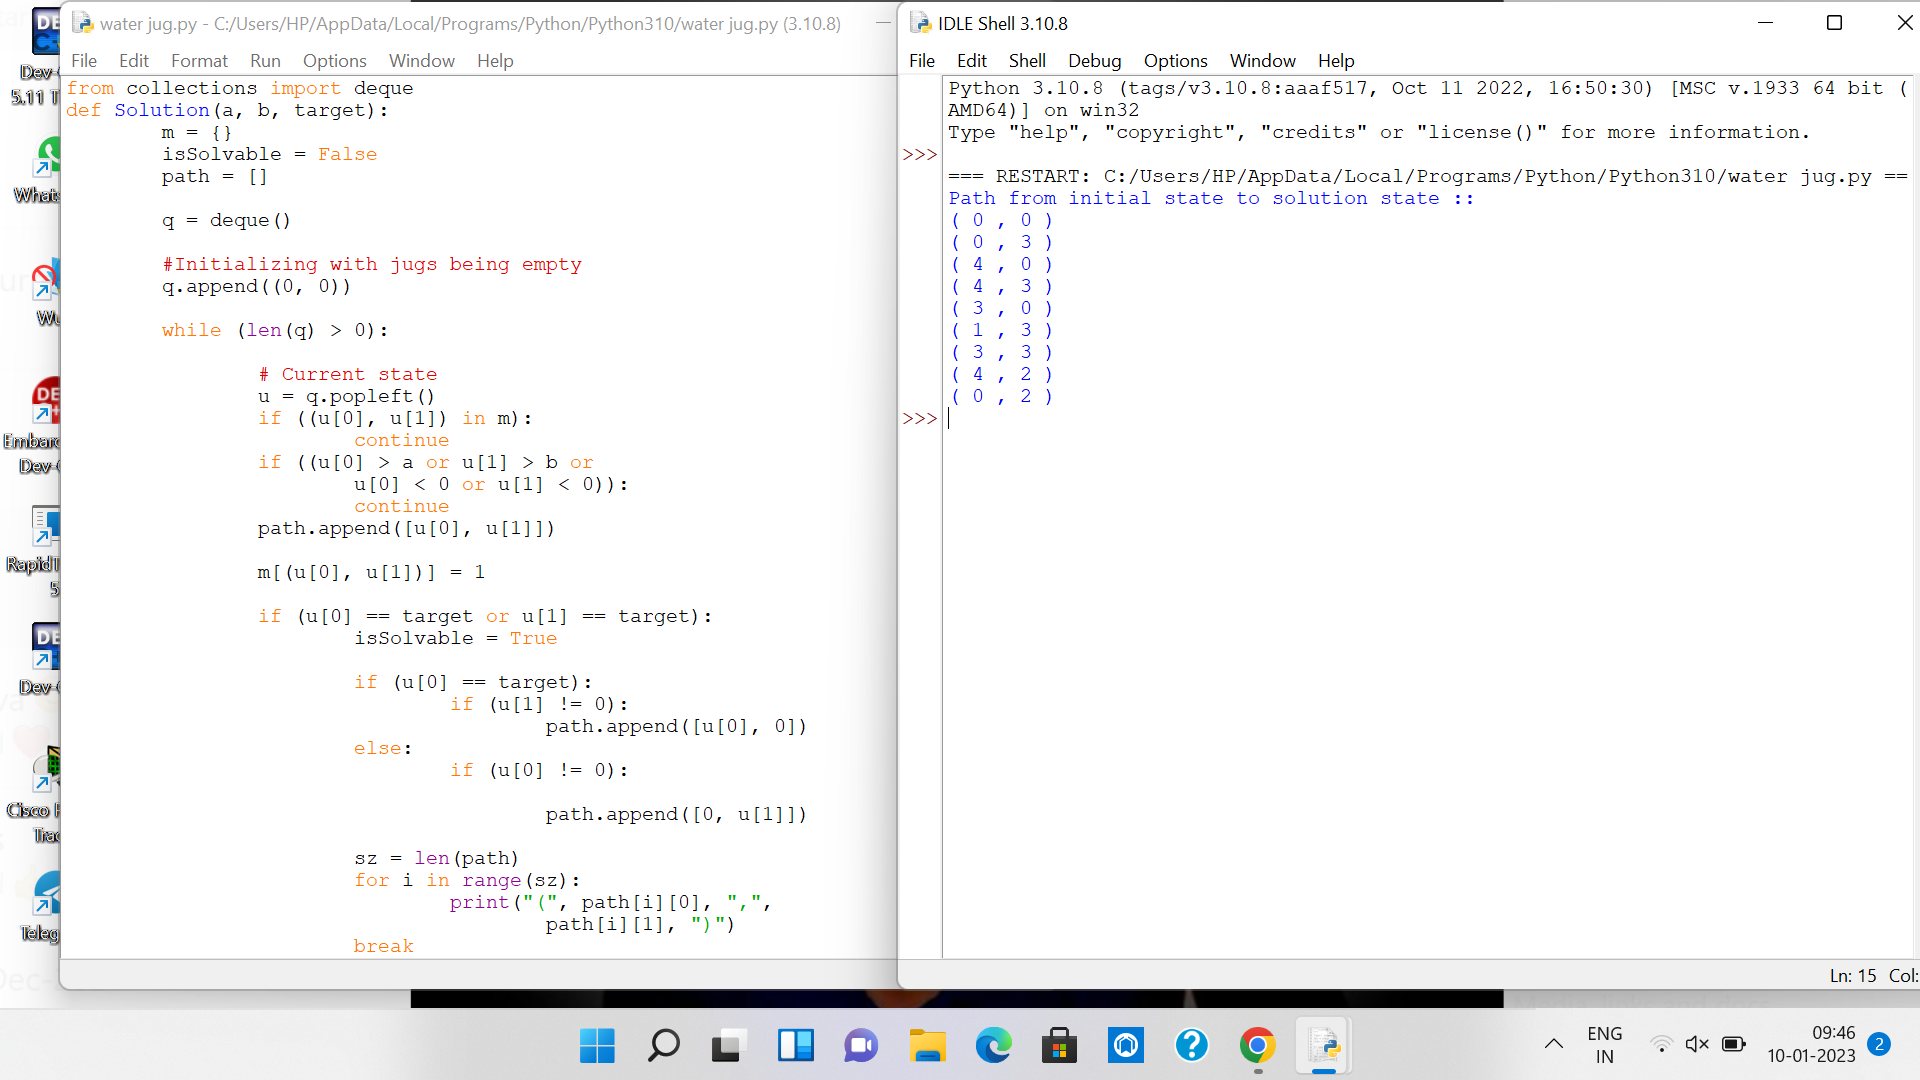 water jug.py - C:/Users/HP/AppData/Local/Programs/Python/Python310/water jug.py (3.10.8)
File Edit Format Run Options Window Help
from collections import deque
def Solution(a, b, target):
m = {}
isSolvable = False
path = []
q = deque()
#Initializing with jugs being empty
q.append((0, 0))
while (len(q) > 0):
# Current state
u = q.popleft()
if ((u[0], u[1]) in m):
continue
if ((u[0] > a or u[1] > b or
u[0] < 0 or u[1] < 0)):
continue
path.append([u[0], u[1]])
m[(u[0], u[1])] = 1
if (u[0] == target or u[1] == target):
isSolvable = True
if (u[0] == target):
if (u[1] != 0):
path.append([u[0], 0])
else:
if (u[0] != 0):
path.append([0, u[1]])
sz = len(path)
for i in range(sz):
print("(", path[i][0], ",",
path[i][1], ")")
break
IDLE Shell 3.10.8
File Edit Shell Debug Options Window Help
Python 3.10.8 (tags/v3.10.8:aaaf517, Oct 11 2022, 16:50:30) [MSC v.1933 64 bit (
AMD64)] on win32
Type "help", "copyright", "credits" or "license()" for more information.
>>>
=== RESTART: C:/Users/HP/AppData/Local/Programs/Python/Python310/water jug.py ==
Path from initial state to solution state ::
( 0 , 0 )
( 0 , 3 )
( 4 , 0 )
( 4 , 3 )
( 3 , 0 )
( 1 , 3 )
( 3 , 3 )
( 4 , 2 )
( 0 , 2 )
>>>
Ln: 15 Col:
Dev-
5.11 T
Whats
Wu
Embar
Dev-
RapidT
5
Dev-
Cisco P
Trac
Teleg
ENG
IN
09:46
10-01-2023
2